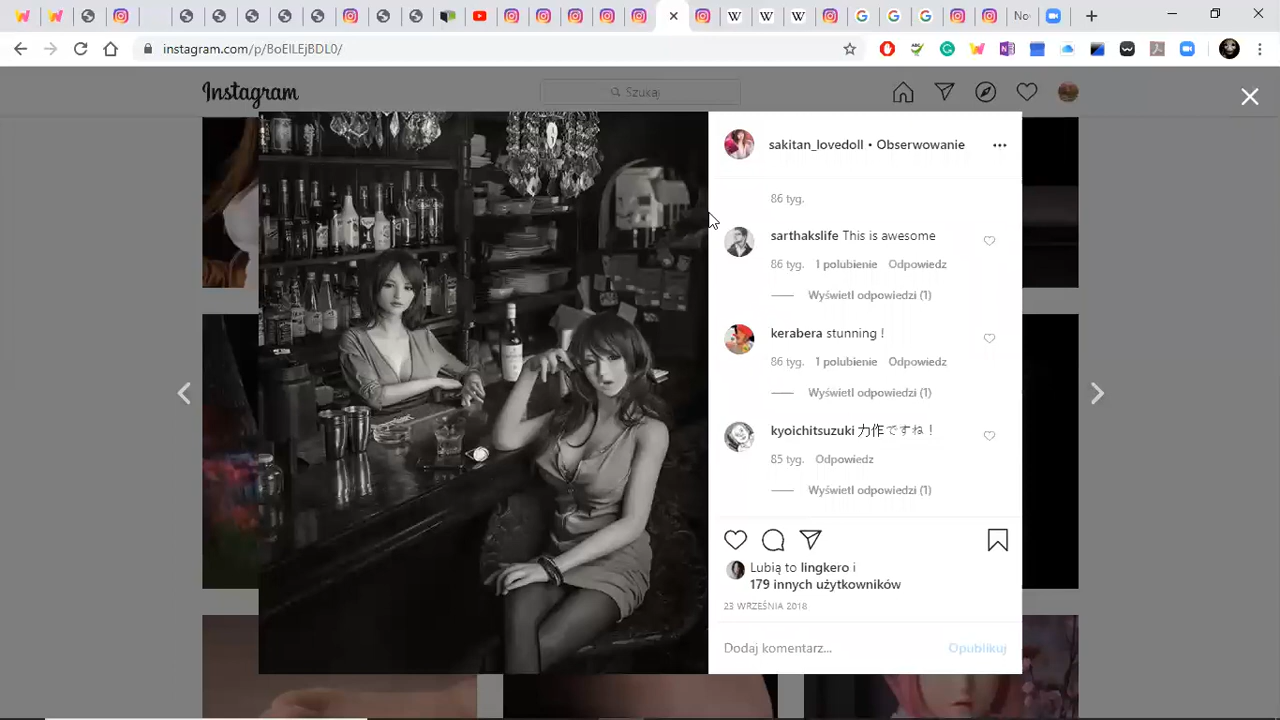 No
instagram.com/p/BoEILEjBDL0/
Instagram
Szukaj
sakitan_lovedoll • Obserwowanie
86 tyg.
sarthakslife This is awesome
86 tyg. 1 polubienie Odpowiedz
Wyświetl odpowiedzi (1)
kerabera stunning !
86 tyg. 1 polubienie Odpowiedz
Wyświetl odpowiedzi (1)
kyoichitsuzuki 力作ですね！
85 tyg. Odpowiedz
Wyświetl odpowiedzi (1)
Lubią to lingkero i
179 innych użytkowników
23 WRZEŚNIA 2018
Dodaj komentarz...
Opublikuj